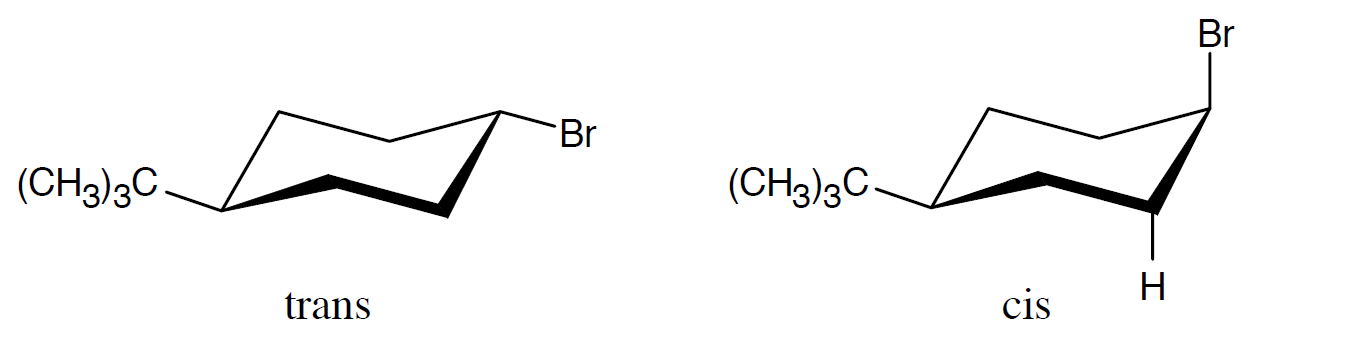 (CH3)3C
Br
trans
(CH3)3C
Br
H
cis